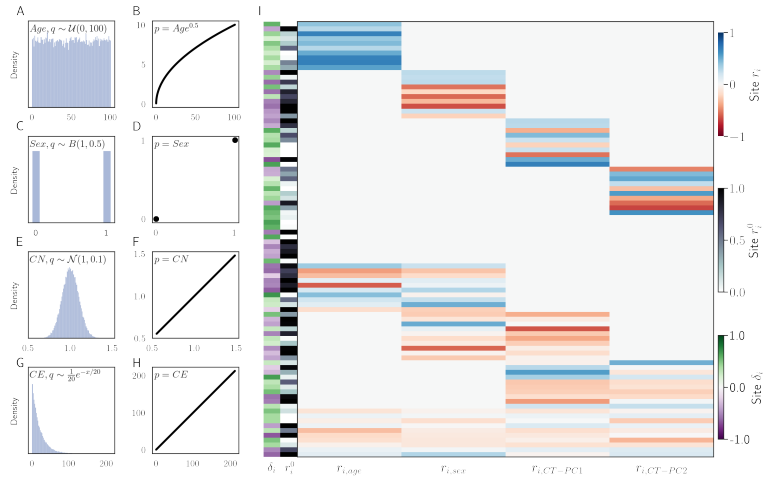 A
Age, q ∼ 𝒰(0, 100)
Density
0 50 100
B
p = Age^0.5
10
5
0
0 50 100
C
Sex, q ∼ B(1, 0.5)
Density
0 1
D
p = Sex
1
0
0 1
E
CN, q ∼ 𝒩(1, 0.1)
Density
0.5 1.0 1.5
F
p = CN
1.5
1.0
0.5
0.5 1.0 1.5
G
CE, q ∼ 1/20 e^−x/20
Density
0 100 200
H
p = CE
200
100
0
0 100 200
I
δ_i r_i^0 r_i,age r_i,sex r_i,CT−PC1 r_i,CT−PC2
1
0
−1
Site r_i
1.0
0.5
0.0
Site r_i^0
1.0
0.0
-1.0
Site δ_i